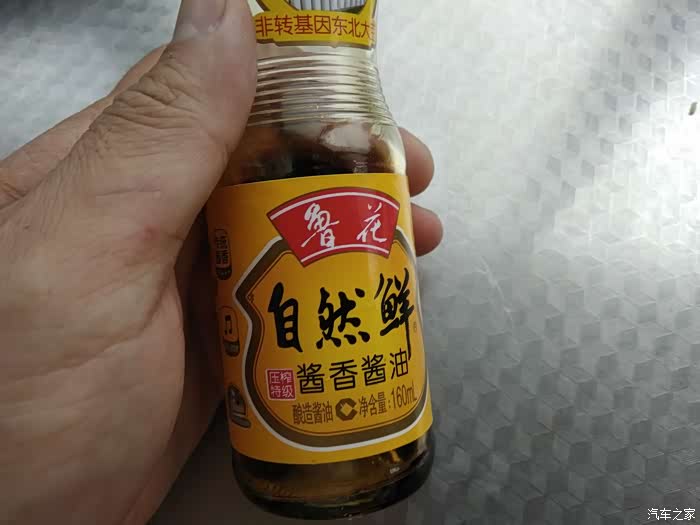 非转基因东北大
鲁花
自然鲜
压榨
特级
酱香酱油
酿造酱油
净含量:160mL
汽车之家